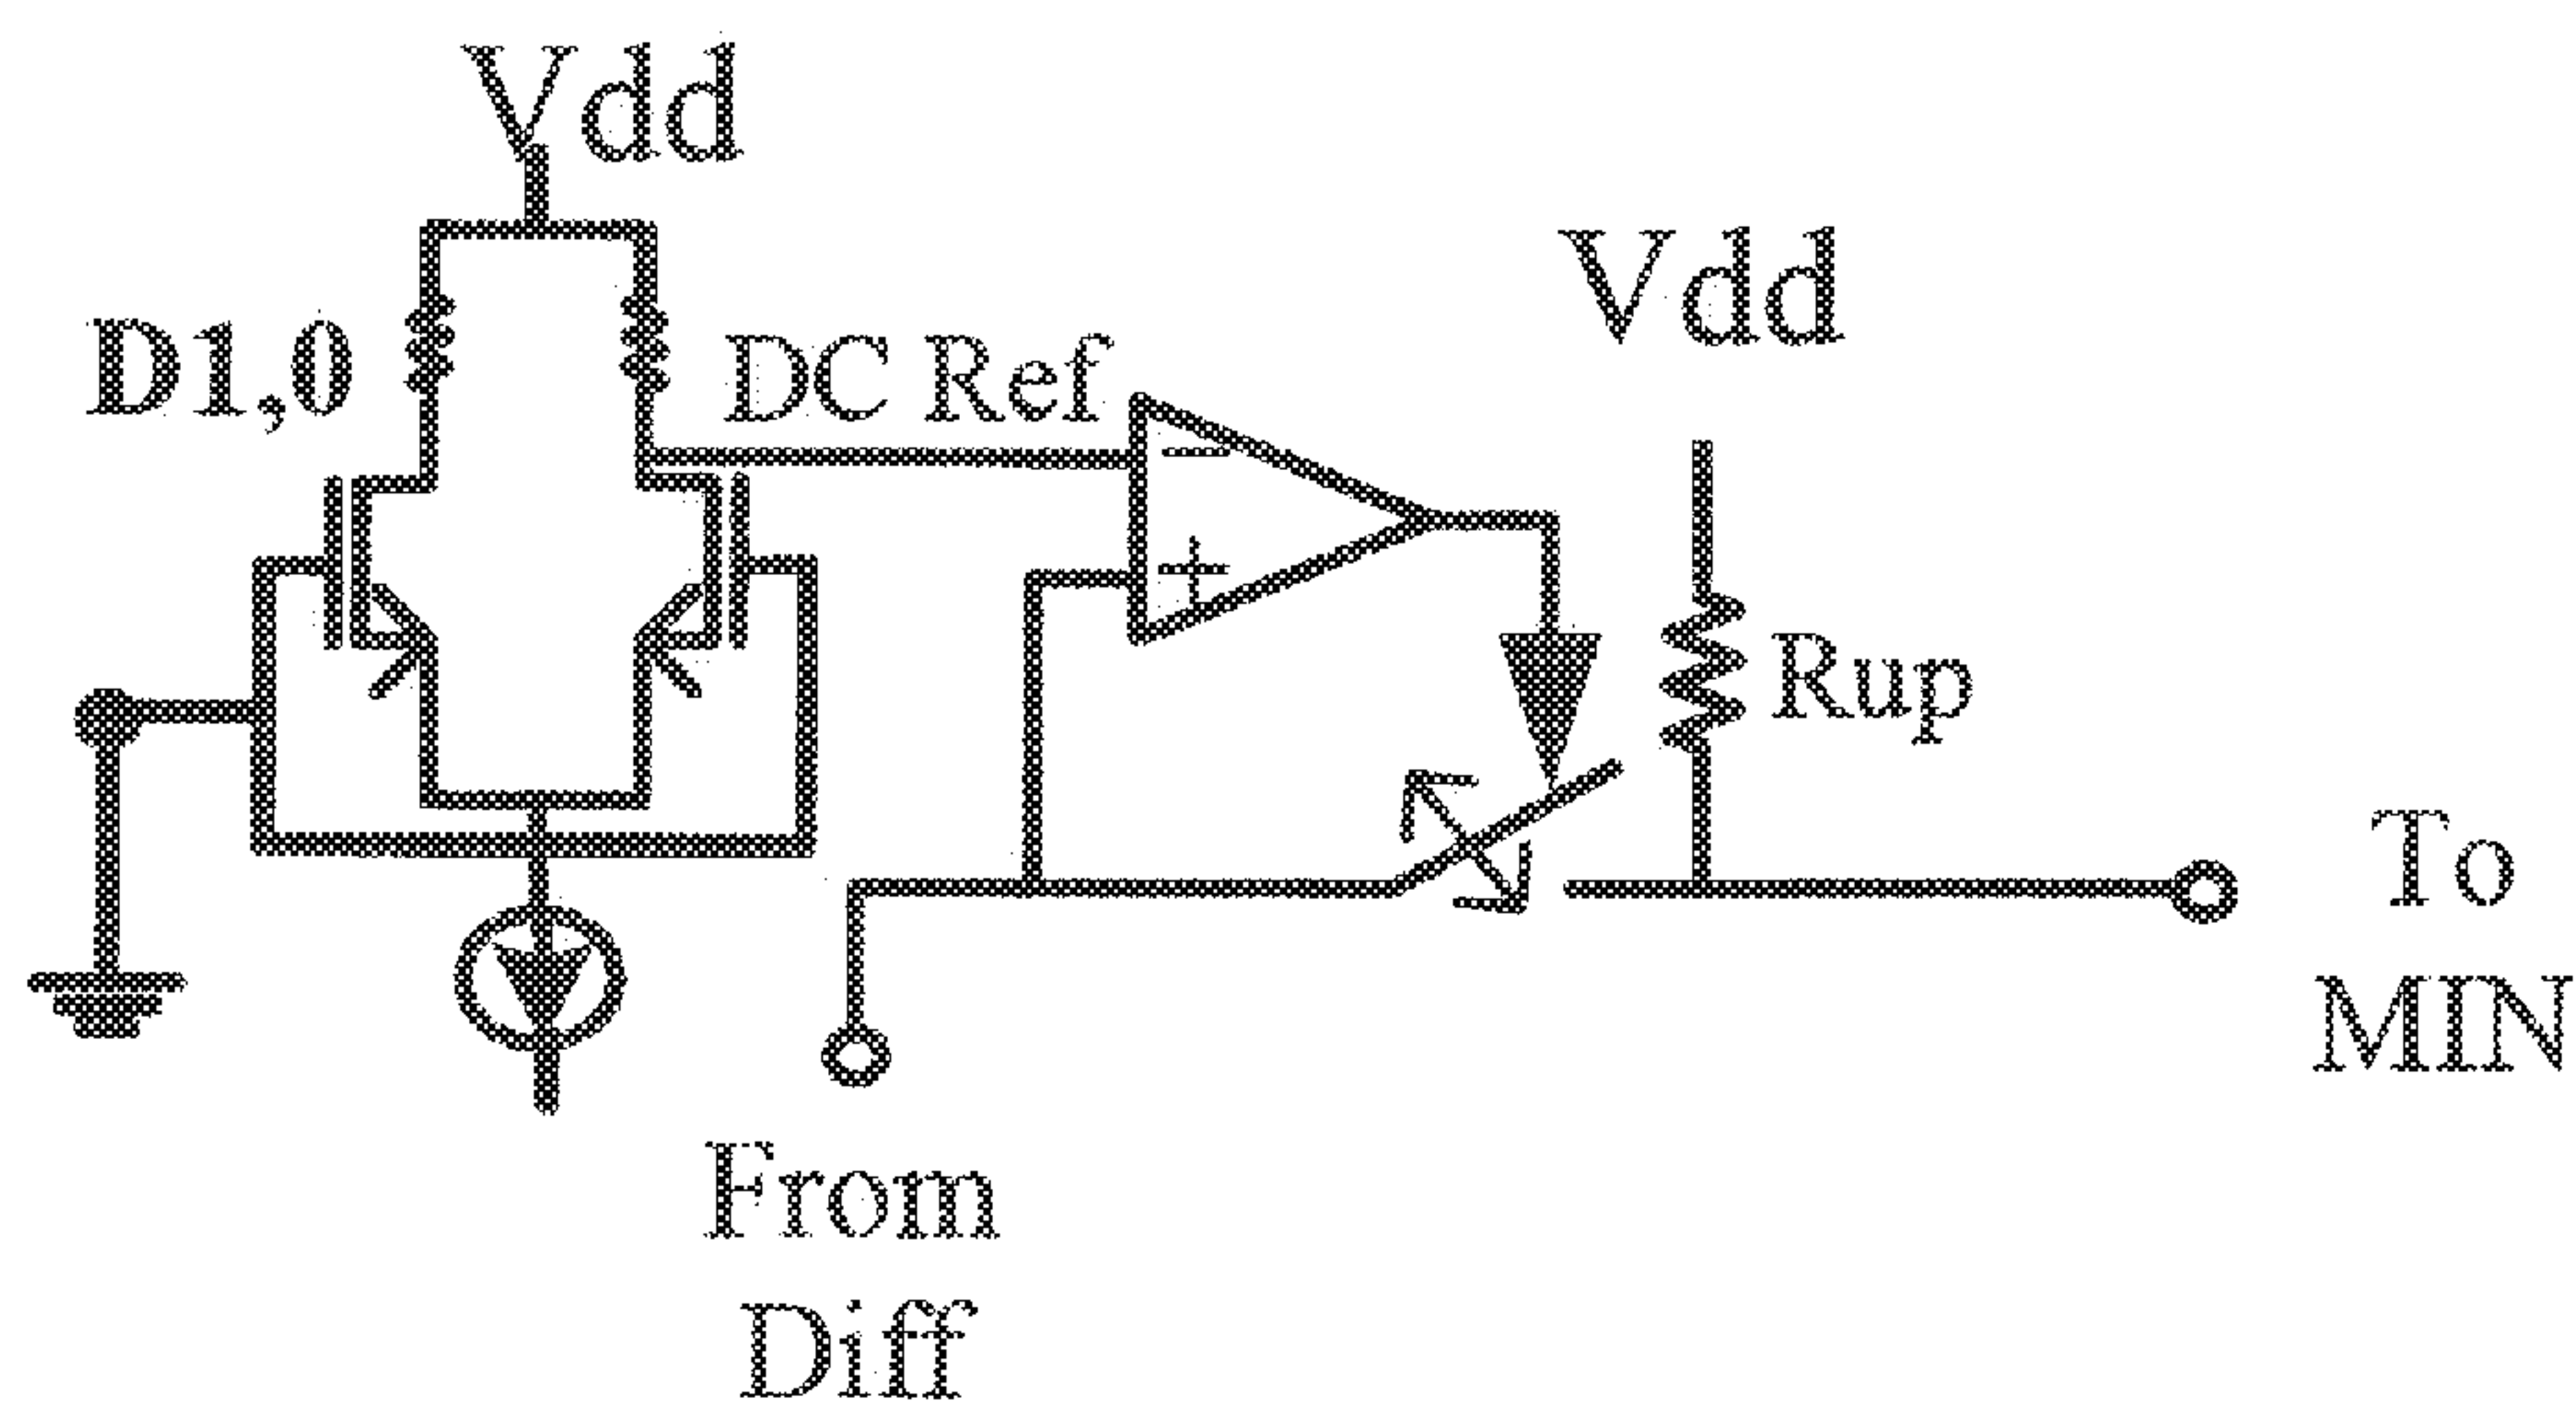 Vdd
Vdd
D1,0
DC Ref
−
+
Rup
To
MIN
From
Diff